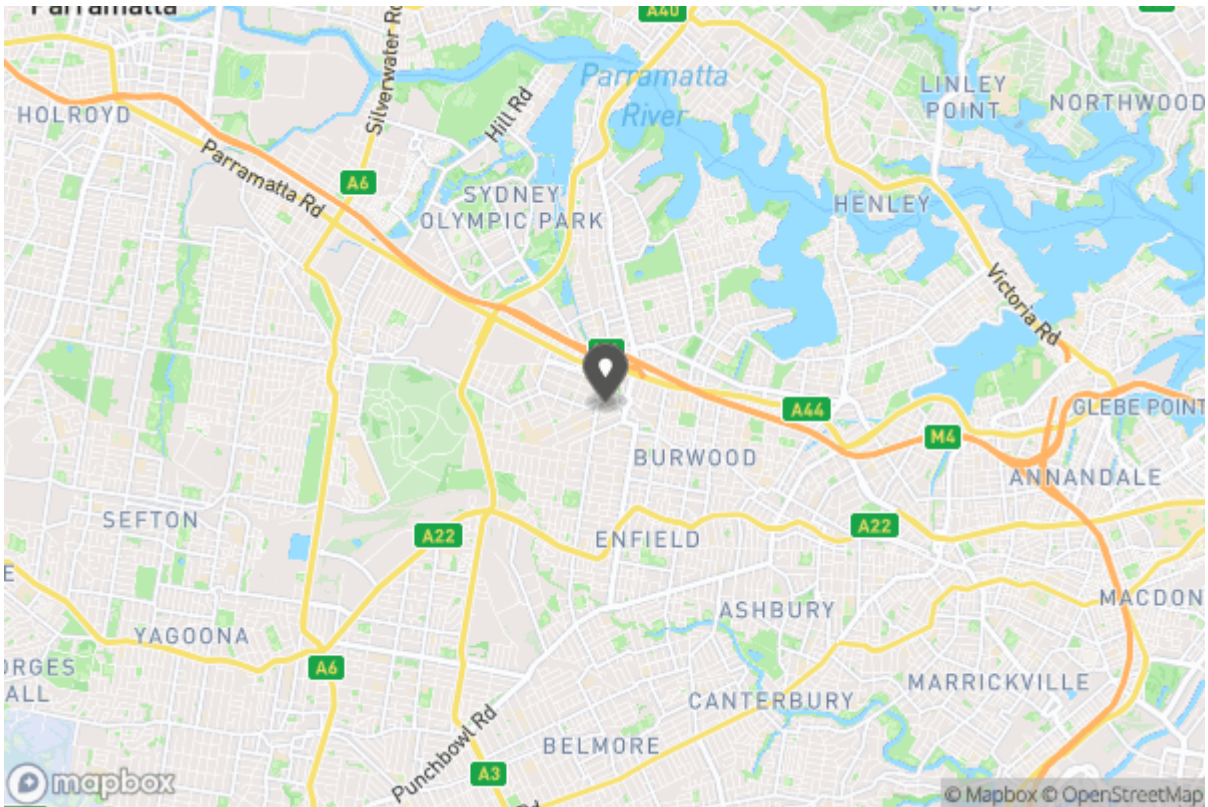 Parramatta
A40
HOLROYD
Silverwater Rd
Hill Rd
Parramatta
River
LINLEY
POINT
NORTHWOOD
Parramatta Rd
A6
SYDNEY
OLYMPIC PARK
HENLEY
Victoria Rd
A44
GLEBE POINT
M4
BURWOOD
ANNANDALE
SEFTON
A22
ENFIELD
A22
ASHBURY
MACDON
YAGOONA
A6
ORGES
ALL
MARRICKVILLE
CANTERBURY
Punchbowl Rd
BELMORE
A3
mapbox
© Mapbox © OpenStreetMap